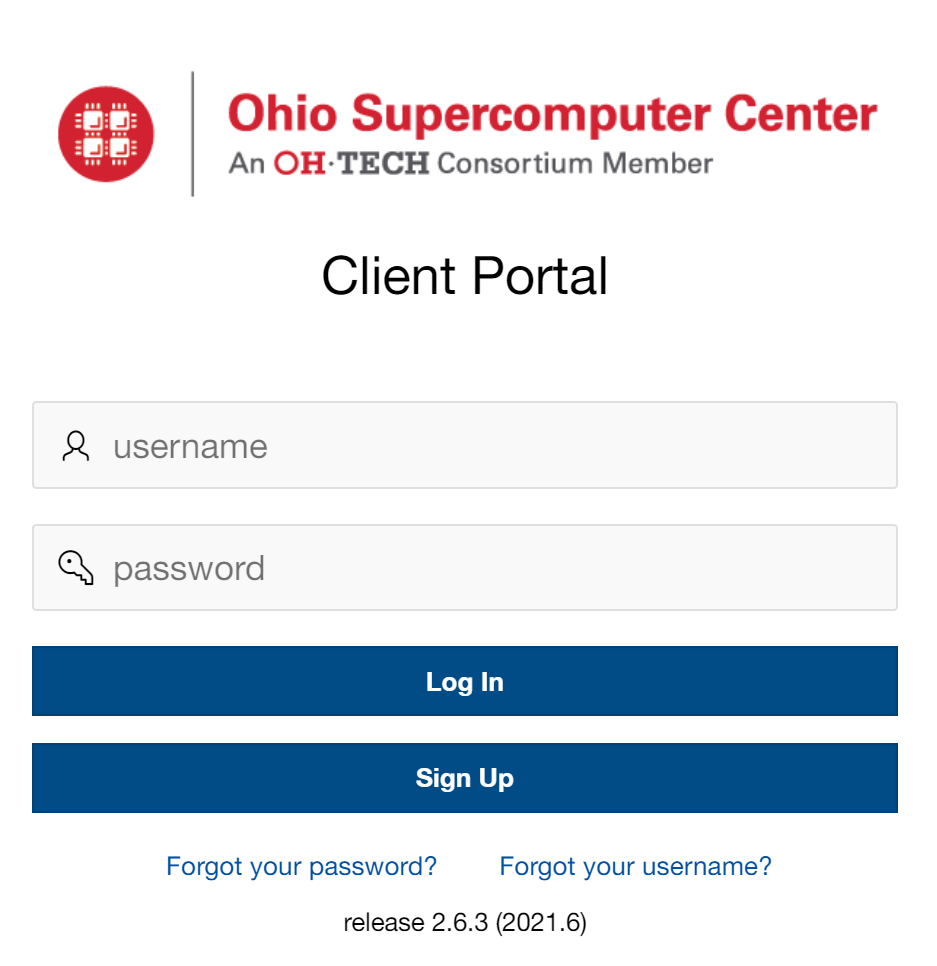 Ohio Supercomputer Center
An OH·TECH Consortium Member
Client Portal
username
password
Log In
Sign Up
Forgot your password? Forgot your username?
release 2.6.3 (2021.6)